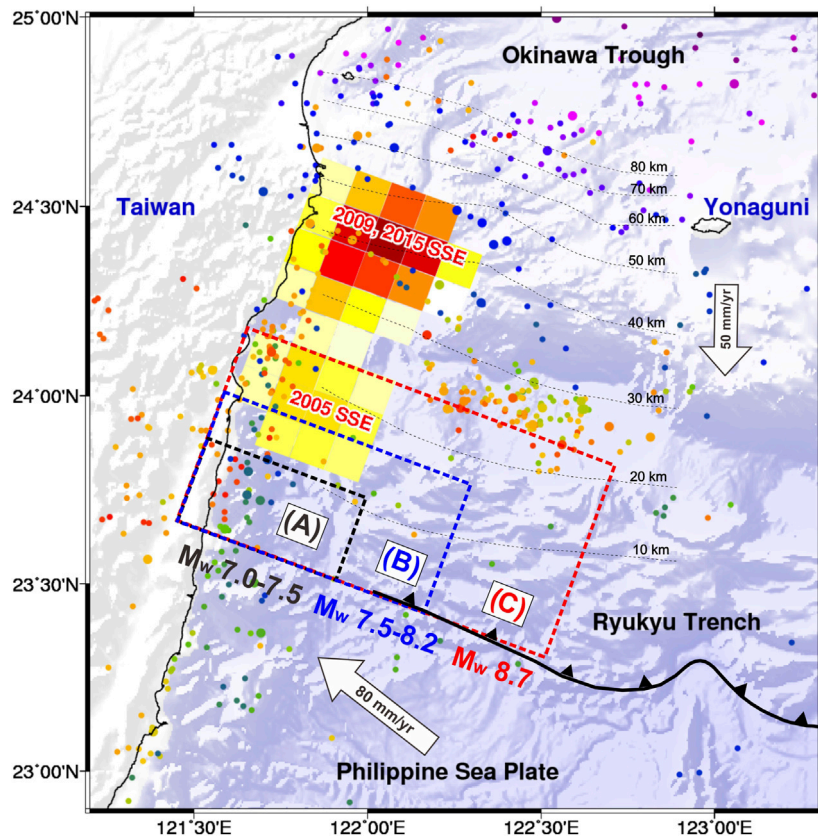 25°00'N
24°30'N
24°00'N
23°30'N
23°00'N
121°30'E
122°00'E
122°30'E
123°00'E
Okinawa Trough
Taiwan
Yonaguni
80 km
70 km
60 km
50 km
40 km
30 km
20 km
10 km
2009, 2015 SSE
2005 SSE
50 mm/yr
(A)
(B)
(C)
Mw 7.0-7.5
Mw 7.5-8.2
Mw 8.7
Ryukyu Trench
80 mm/yr
Philippine Sea Plate